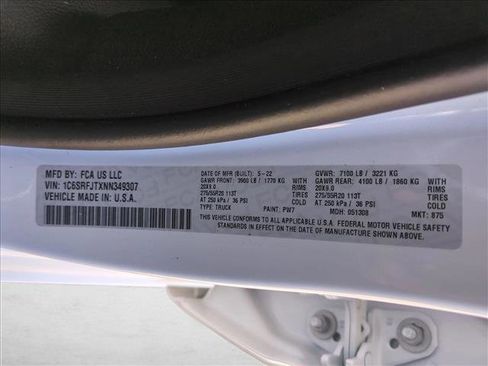 MFD BY: FCA US LLC
VIN: 1C6SRFJTXNN349307
VEHICLE MADE IN U.S.A.
DATE OF MFR (BUILT): 5-22
GAWR FRONT: 3900 LB / 1770 KG WITH
20X9.0 RIMS
275/55R20 113T TIRES
AT 250 kPa / 36 PSI COLD
TYPE: TRUCK PAINT: PW7
GVWR: 7100 LB / 3221 KG
GAWR REAR: 4100 LB / 1860 KG WITH
20X9.0 RIMS
275/55R20 113T TIRES
AT 250 kPa / 36 PSI COLD
MDH: 051308 MKT: 875
THIS VEHICLE CONFORMS TO ALL APPLICABLE U.S.A. FEDERAL MOTOR VEHICLE SAFETY
STANDARDS IN EFFECT ON THE DATE OF MANUFACTURE SHOWN ABOVE.